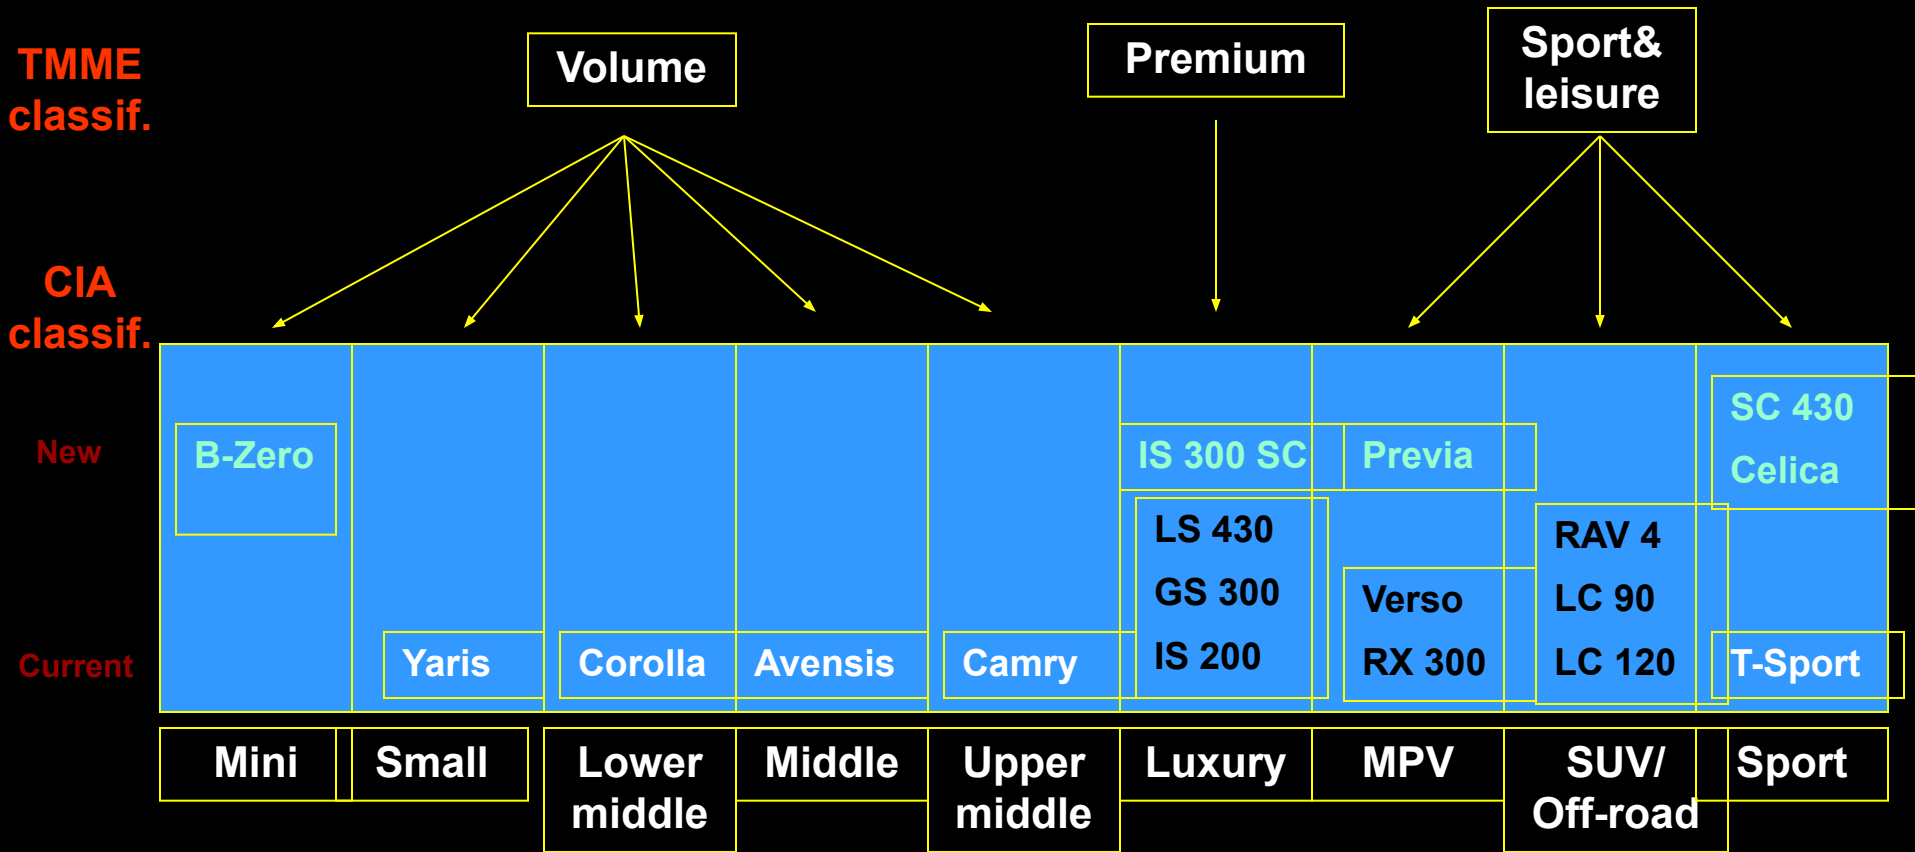 TMME
classif.
Volume
Premium
Sport&
leisure
CIA
classif.
New
B-Zero
IS 300 SC
Previa
SC 430
Celica
LS 430
GS 300
IS 200
Verso
RX 300
RAV 4
LC 90
LC 120
Current
Yaris
Corolla
Avensis
Camry
T-Sport
Mini
Small
Lower
middle
Middle
Upper
middle
Luxury
MPV
SUV/
Off-road
Sport